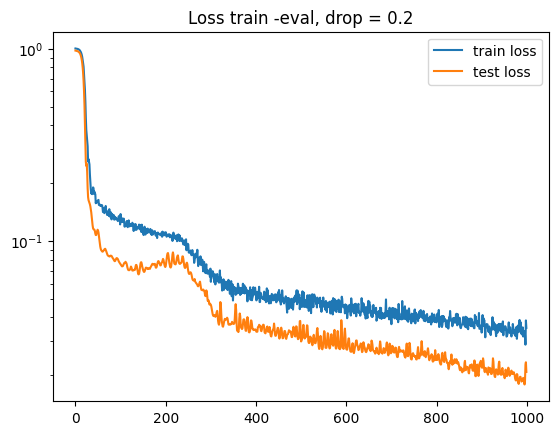 Loss train -eval, drop = 0.2
train loss
test loss
10⁰
10⁻¹
0 200 400 600 800 1000